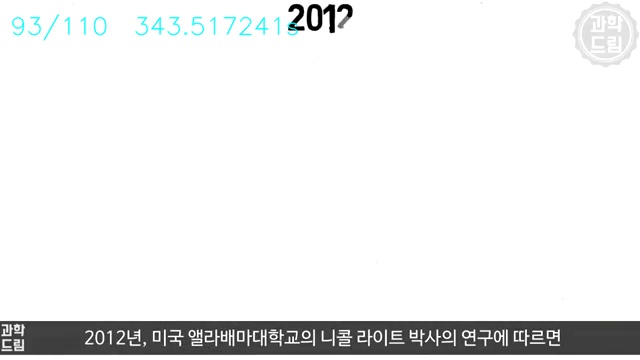 93/110 343.5172414s
2012
과학
드림
과학
드림
2012년, 미국 앨라배마대학교의 니콜 라이트 박사의 연구에 따르면